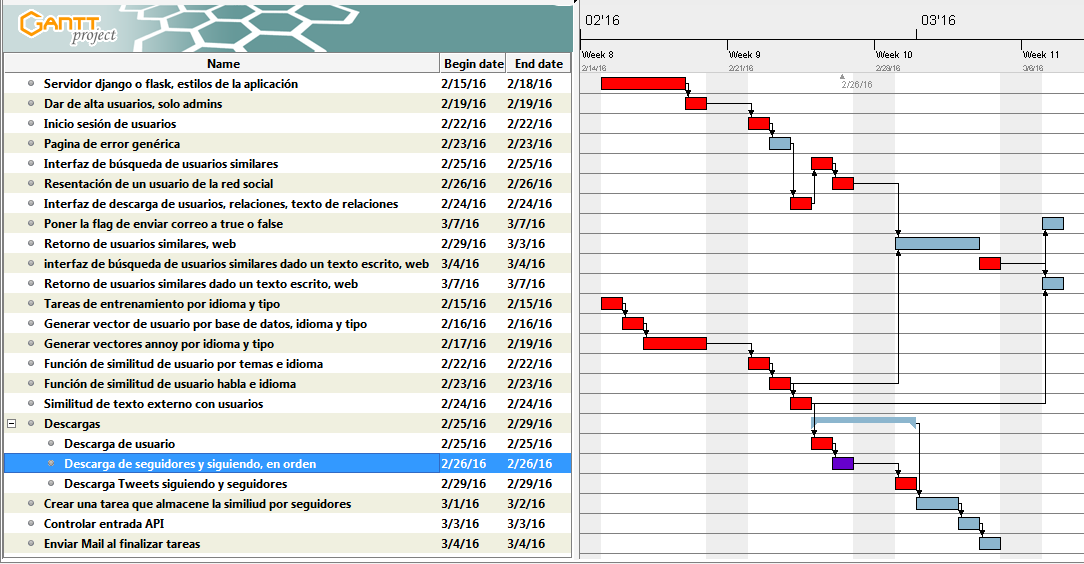 GANTT
project
02'16 03'16
Week 8 Week 9 Week 10 Week 11
2/14/16 2/21/16 2/28/16 3/6/16
2/26/16
Name Begin date End date
Servidor django o flask, estilos de la aplicación 2/15/16 2/18/16
Dar de alta usuarios, solo admins 2/19/16 2/19/16
Inicio sesión de usuarios 2/22/16 2/22/16
Pagina de error genérica 2/23/16 2/23/16
Interfaz de búsqueda de usuarios similares 2/25/16 2/25/16
Resentación de un usuario de la red social 2/26/16 2/26/16
Interfaz de descarga de usuarios, relaciones, texto de relaciones 2/24/16 2/24/16
Poner la flag de enviar correo a true o false 3/7/16 3/7/16
Retorno de usuarios similares, web 2/29/16 3/3/16
interfaz de búsqueda de usuarios similares dado un texto escrito, web 3/4/16 3/4/16
Retorno de usuarios similares dado un texto escrito, web 3/7/16 3/7/16
Tareas de entrenamiento por idioma y tipo 2/15/16 2/15/16
Generar vector de usuario por base de datos, idioma y tipo 2/16/16 2/16/16
Generar vectores annoy por idioma y tipo 2/17/16 2/19/16
Función de similitud de usuario por temas e idioma 2/22/16 2/22/16
Función de similitud de usuario habla e idioma 2/23/16 2/23/16
Similitud de texto externo con usuarios 2/24/16 2/24/16
Descargas 2/25/16 2/29/16
Descarga de usuario 2/25/16 2/25/16
Descarga de seguidores y siguiendo, en orden 2/26/16 2/26/16
Descarga Tweets siguiendo y seguidores 2/29/16 2/29/16
Crear una tarea que almacene la similiud por seguidores 3/1/16 3/2/16
Controlar entrada API 3/3/16 3/3/16
Enviar Mail al finalizar tareas 3/4/16 3/4/16